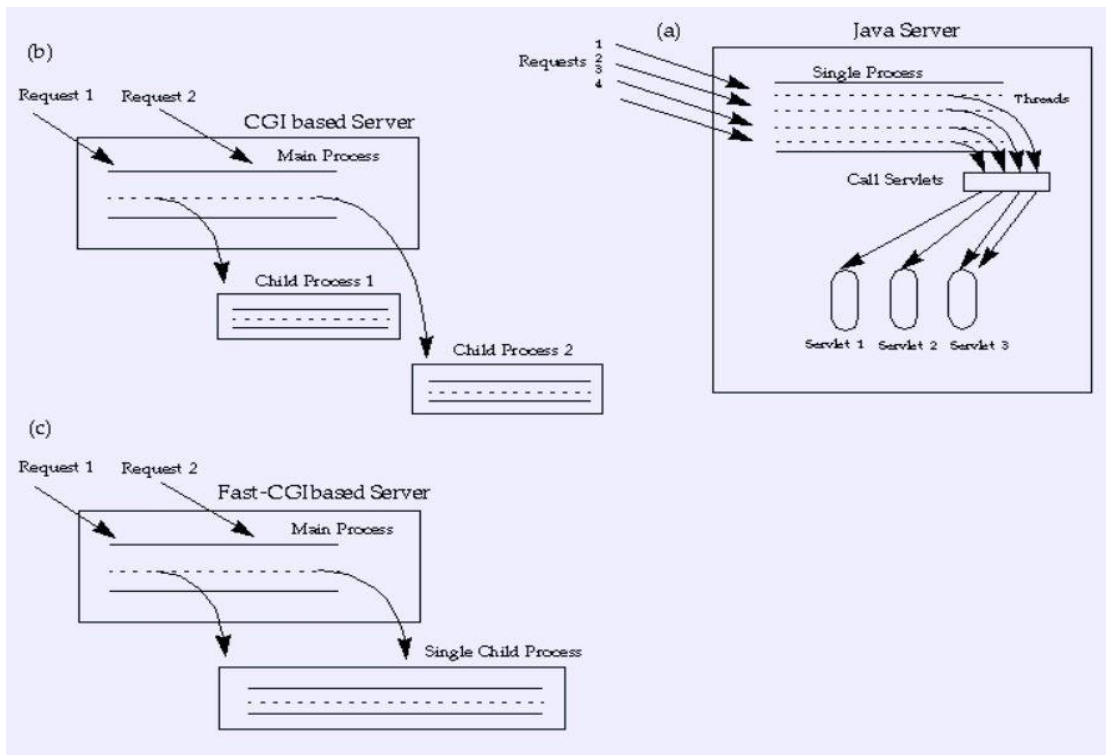 (b)
Request 1
Request 2
CGI based Server
Main Process
Child Process 1
Child Process 2
(a)
Java Server
Requests
1
2
3
4
Single Process
Threads
Call Servlets
Servlet 1
Servlet 2
Servlet 3
(c)
Request 1
Request 2
Fast-CGIbased Server
Main Process
Single Child Process